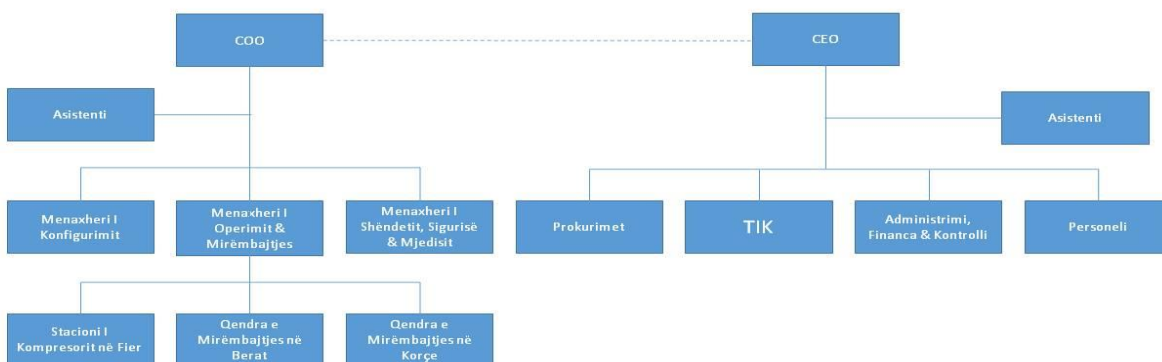 COO
CEO
Asistenti
Asistenti
Menaxheri I
Konfigurimit
Menaxheri I
Operimit &
Mirëmbajtjes
Menaxheri I
Shëndetit, Sigurisë
& Mjedisit
Prokurimet
TIK
Administrimi,
Financa & Kontrolli
Personeli
Stacioni I
Kompresorit në Fier
Qendra e
Mirëmbajtjes në
Berat
Qendra e
Mirëmbajtjes në
Korçe